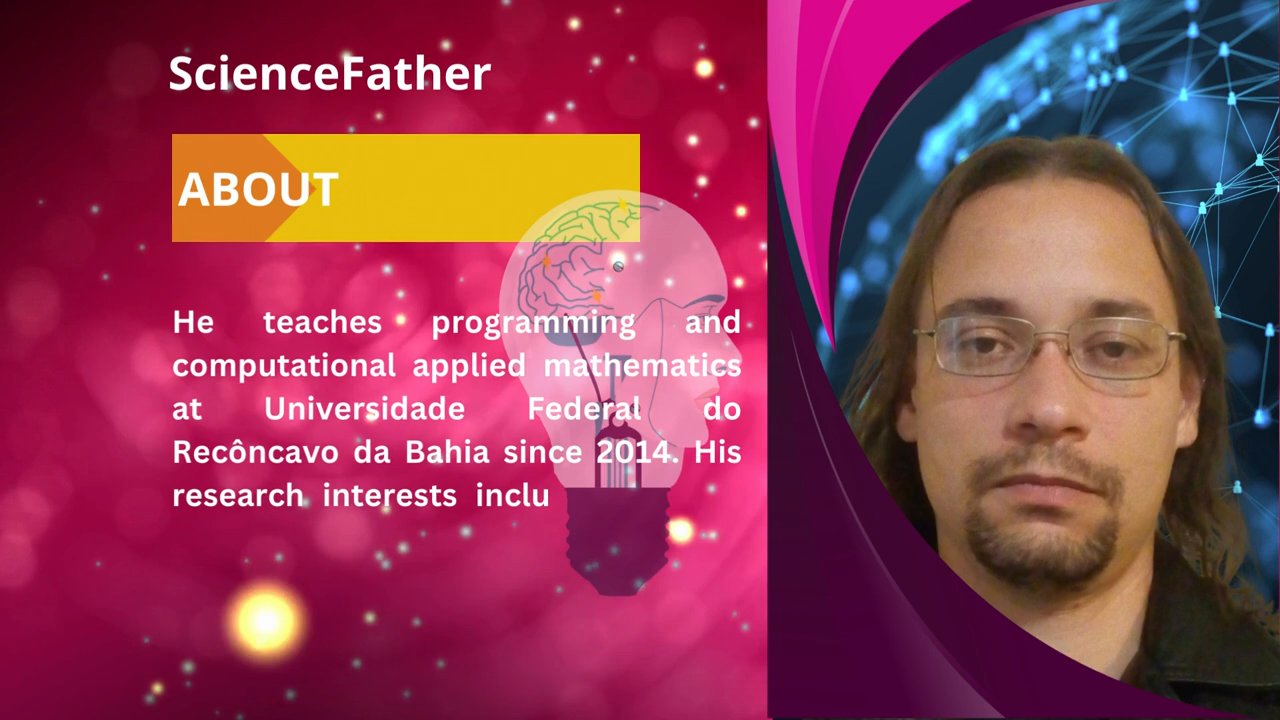 ScienceFather
ABOUT
He teaches programming and
computational applied mathematics
at Universidade Federal do
Recôncavo da Bahia since 2014. His
research interests inclu